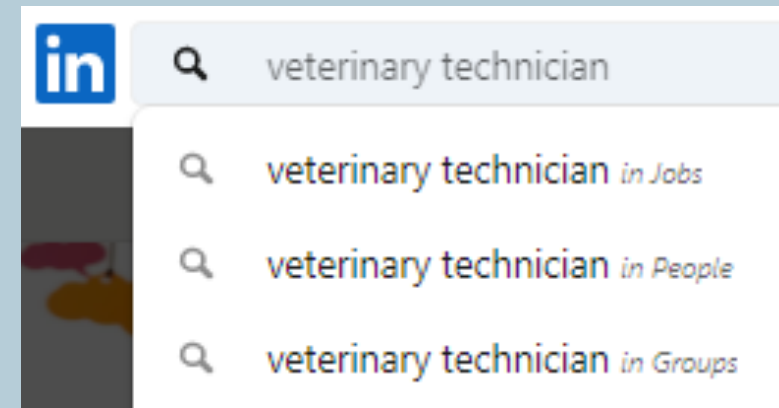 in
veterinary technician
veterinary technician in Jobs
veterinary technician in People
veterinary technician in Groups